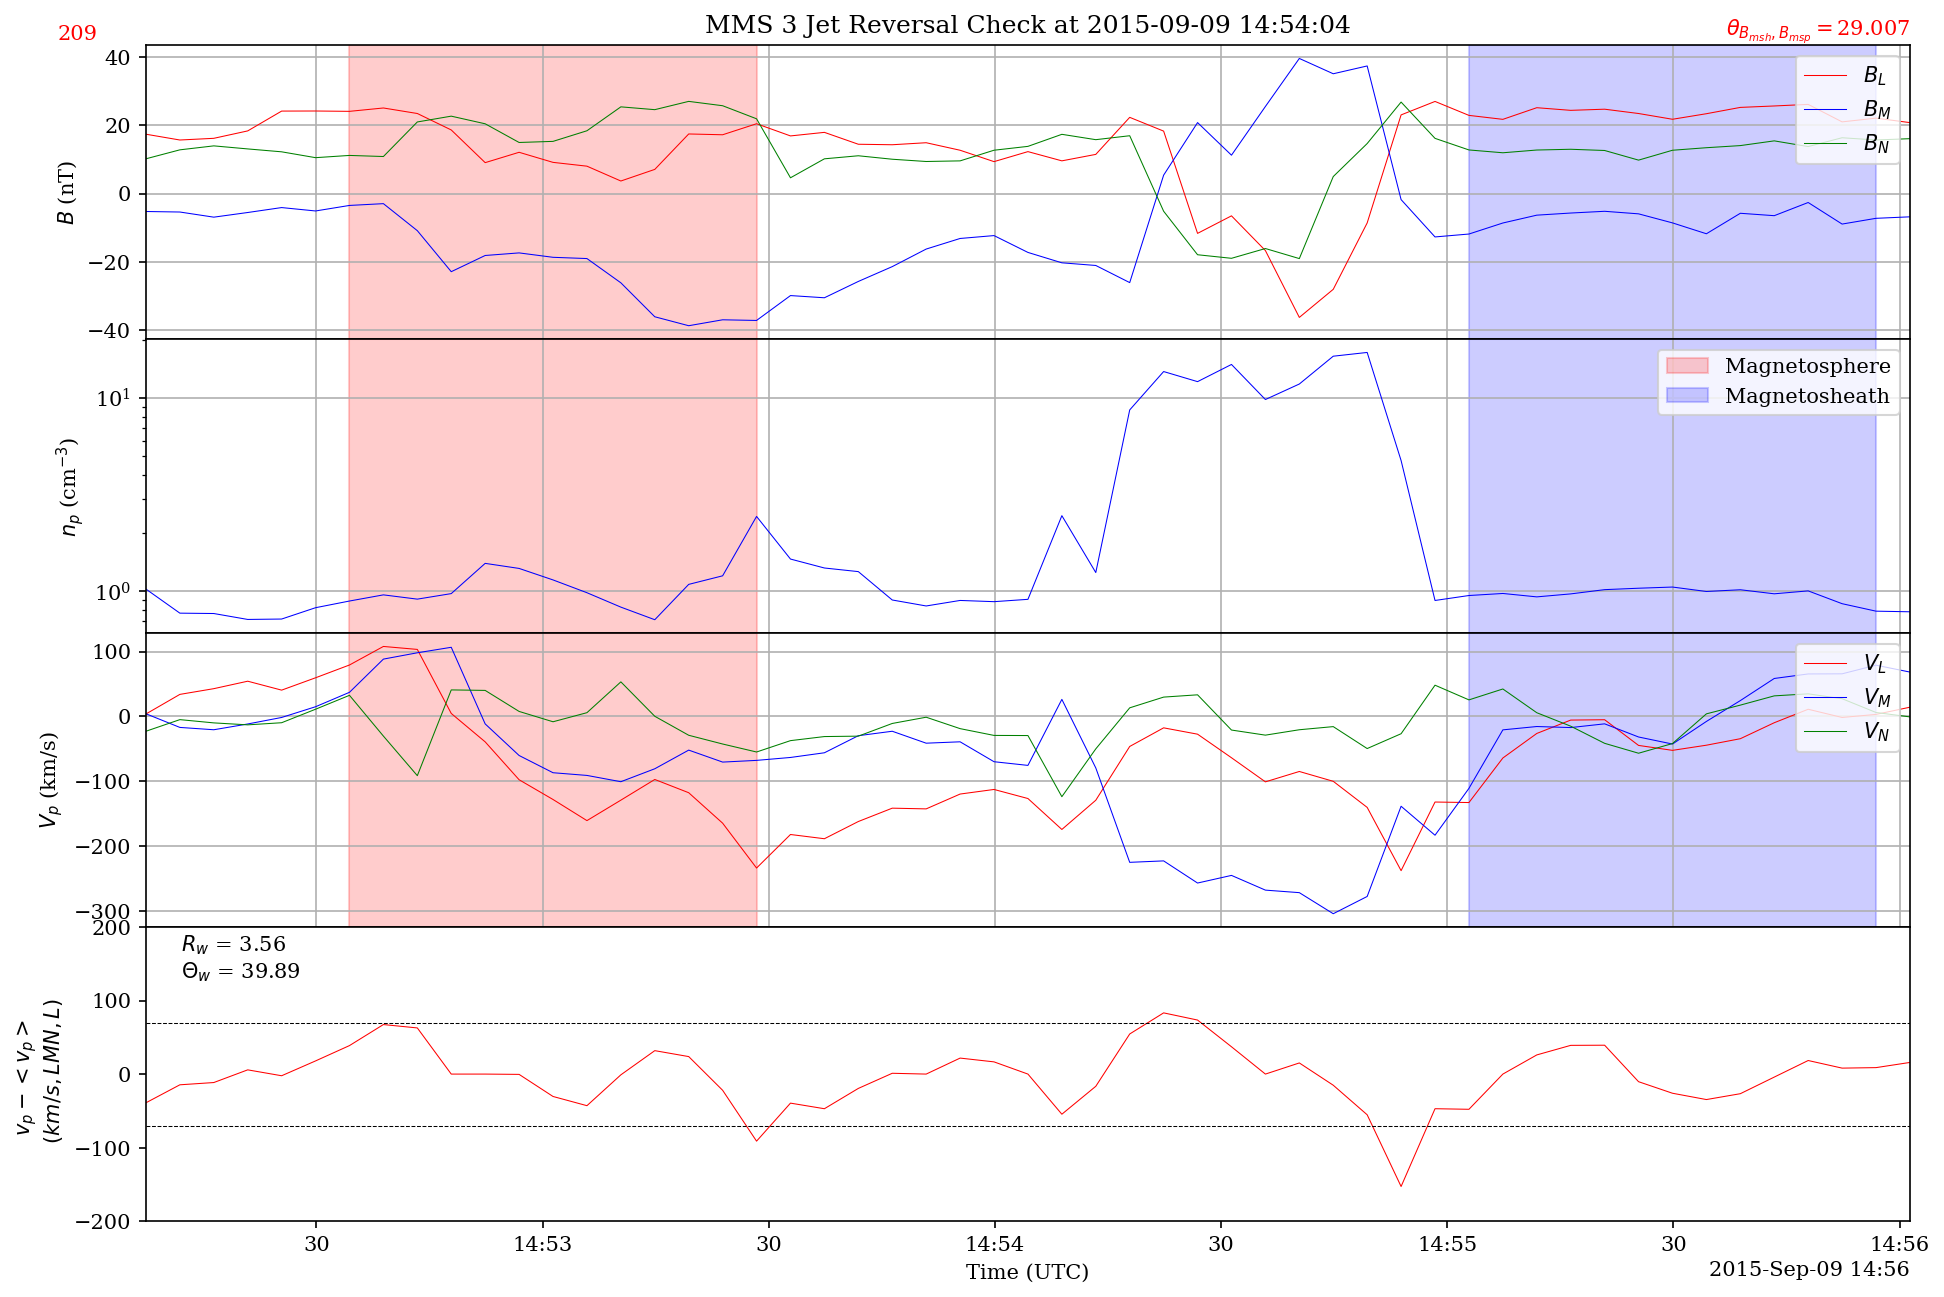 209
MMS 3 Jet Reversal Check at 2015-09-09 14:54:04
θ_{B_{msh}, B_{msp}} = 29.007
40
20
0
−20
−40
B (nT)
B_L
B_M
B_N
10^1
10^0
n_p (cm^{−3})
Magnetosphere
Magnetosheath
100
0
−100
−200
−300
V_p (km/s)
V_L
V_M
V_N
200
100
0
−100
−200
v_p − < v_p >
(km/s, LMN, L)
R_w = 3.56
Θ_w = 39.89
30 14:53 30 14:54 30 14:55 30 14:56
Time (UTC)
2015-Sep-09 14:56